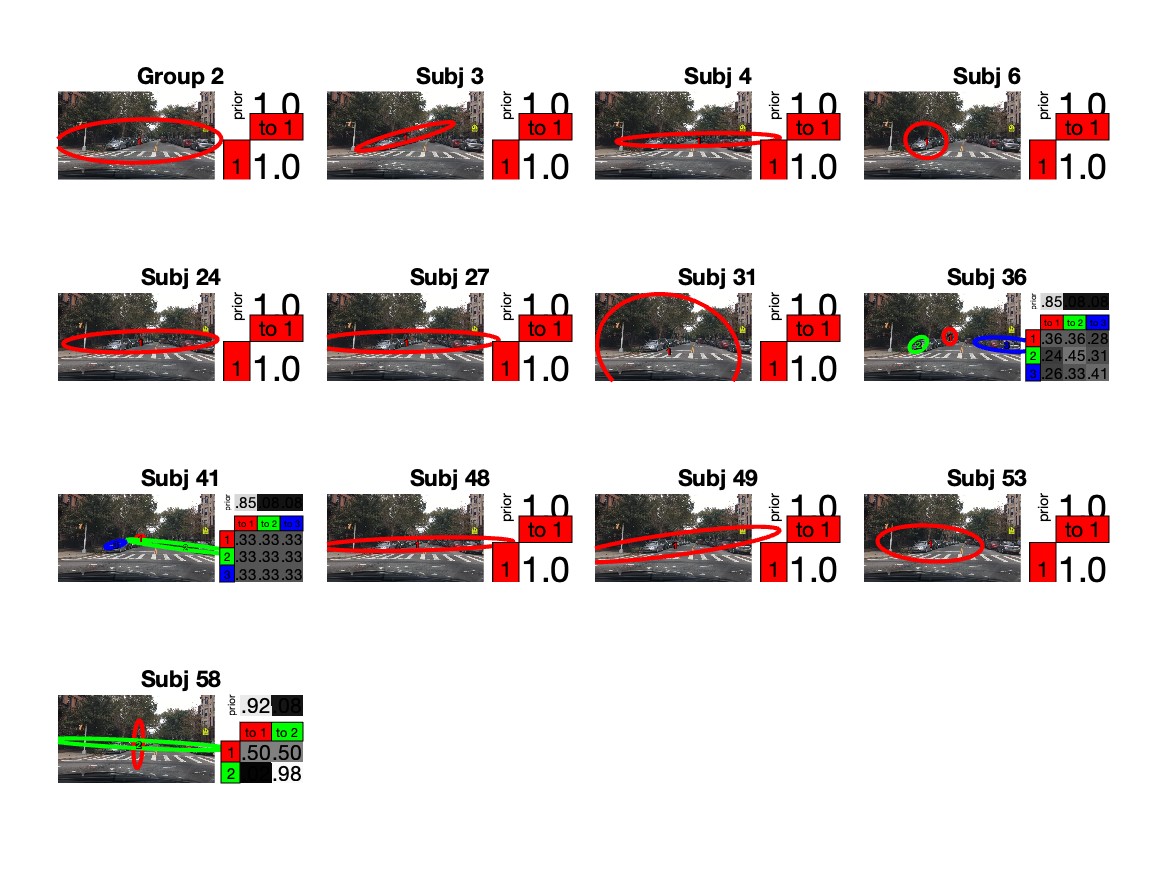 Group 2
prior 1.0
to 1
1 1.0
Subj 3
prior 1.0
to 1
1 1.0
Subj 4
prior 1.0
to 1
1 1.0
Subj 6
prior 1.0
to 1
1 1.0
Subj 24
prior 1.0
to 1
1 1.0
Subj 27
prior 1.0
to 1
1 1.0
Subj 31
prior 1.0
to 1
1 1.0
Subj 36
prior .85 .08 .08
to 1 to 2
1 .36 .36 .28
2 .24 .45 .31
.26 .33 .41
Subj 41
prior .85 .08 .08
to 1 to 2
1 .33 .33 .33
2 .33 .33 .33
.33 .33 .33
Subj 48
prior 1.0
to 1
1 1.0
Subj 49
prior 1.0
to 1
1 1.0
Subj 53
prior 1.0
to 1
1 1.0
Subj 58
prior .92 .08
to 1 to 2
1 .50 .50
2 .98